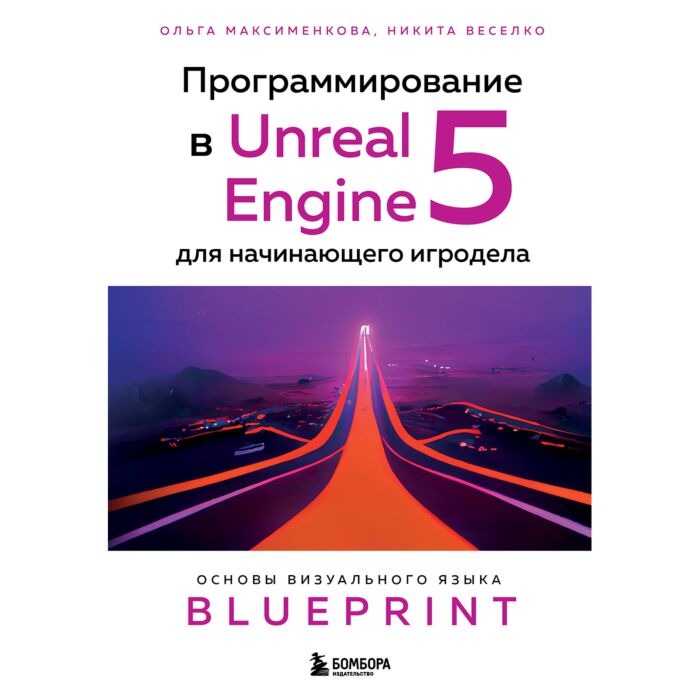 ОЛЬГА МАКСИМЕНКОВА, НИКИТА ВЕСЕЛКО
Программирование
в Unreal 5
Engine
для начинающего игродела
ОСНОВЫ ВИЗУАЛЬНОГО ЯЗЫКА
BLUEPRINT
БОМБОРА
ИЗДАТЕЛЬСТВО